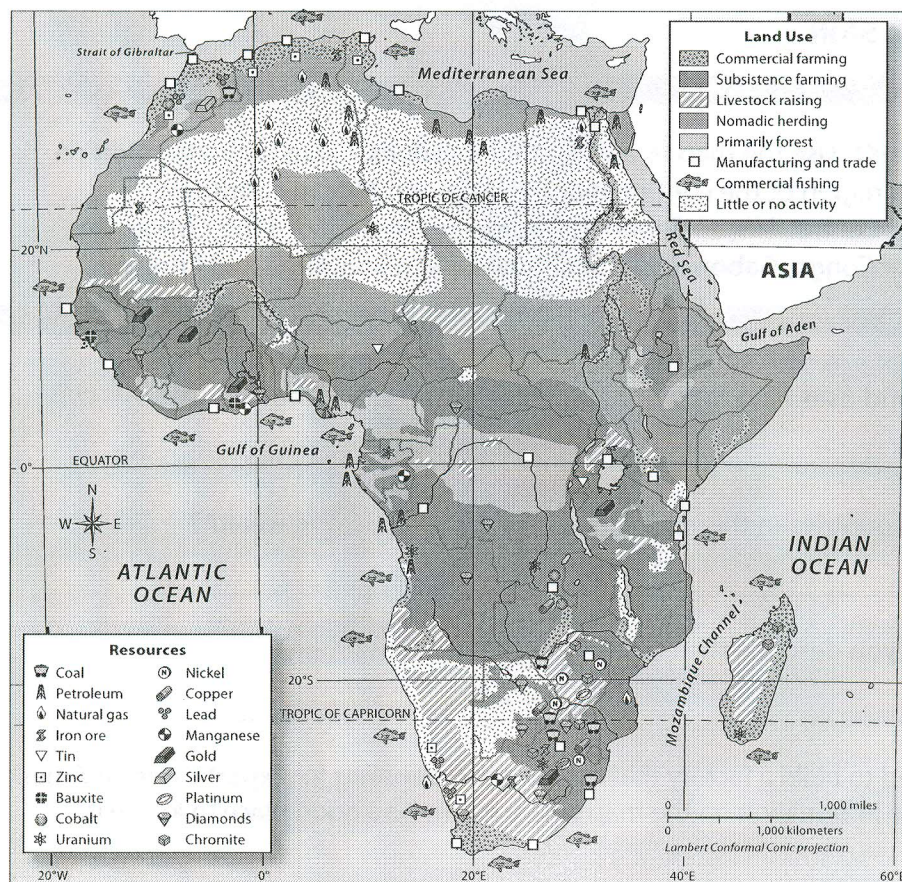 Strait of Gibraltar
Mediterranean Sea
Land Use
Commercial farming
Subsistence farming
Livestock raising
Nomadic herding
Primarily forest
Manufacturing and trade
Commercial fishing
Little or no activity
TROPIC OF CANCER
20°N
Red Sea
ASIA
Gulf of Aden
Gulf of Guinea
EQUATOR
0°
N
W E
S
ATLANTIC
OCEAN
INDIAN
OCEAN
Mozambique Channel
20°S
TROPIC OF CAPRICORN
Resources
Coal
Petroleum
Natural gas
Iron ore
Tin
Zinc
Bauxite
Cobalt
Uranium
N Nickel
Copper
Lead
Manganese
Gold
Silver
Platinum
Diamonds
Chromite
N
N
N
N
0 1,000 miles
0 1,000 kilometers
Lambert Conformal Conic projection
20°W
0°
20°E
40°E
60°E